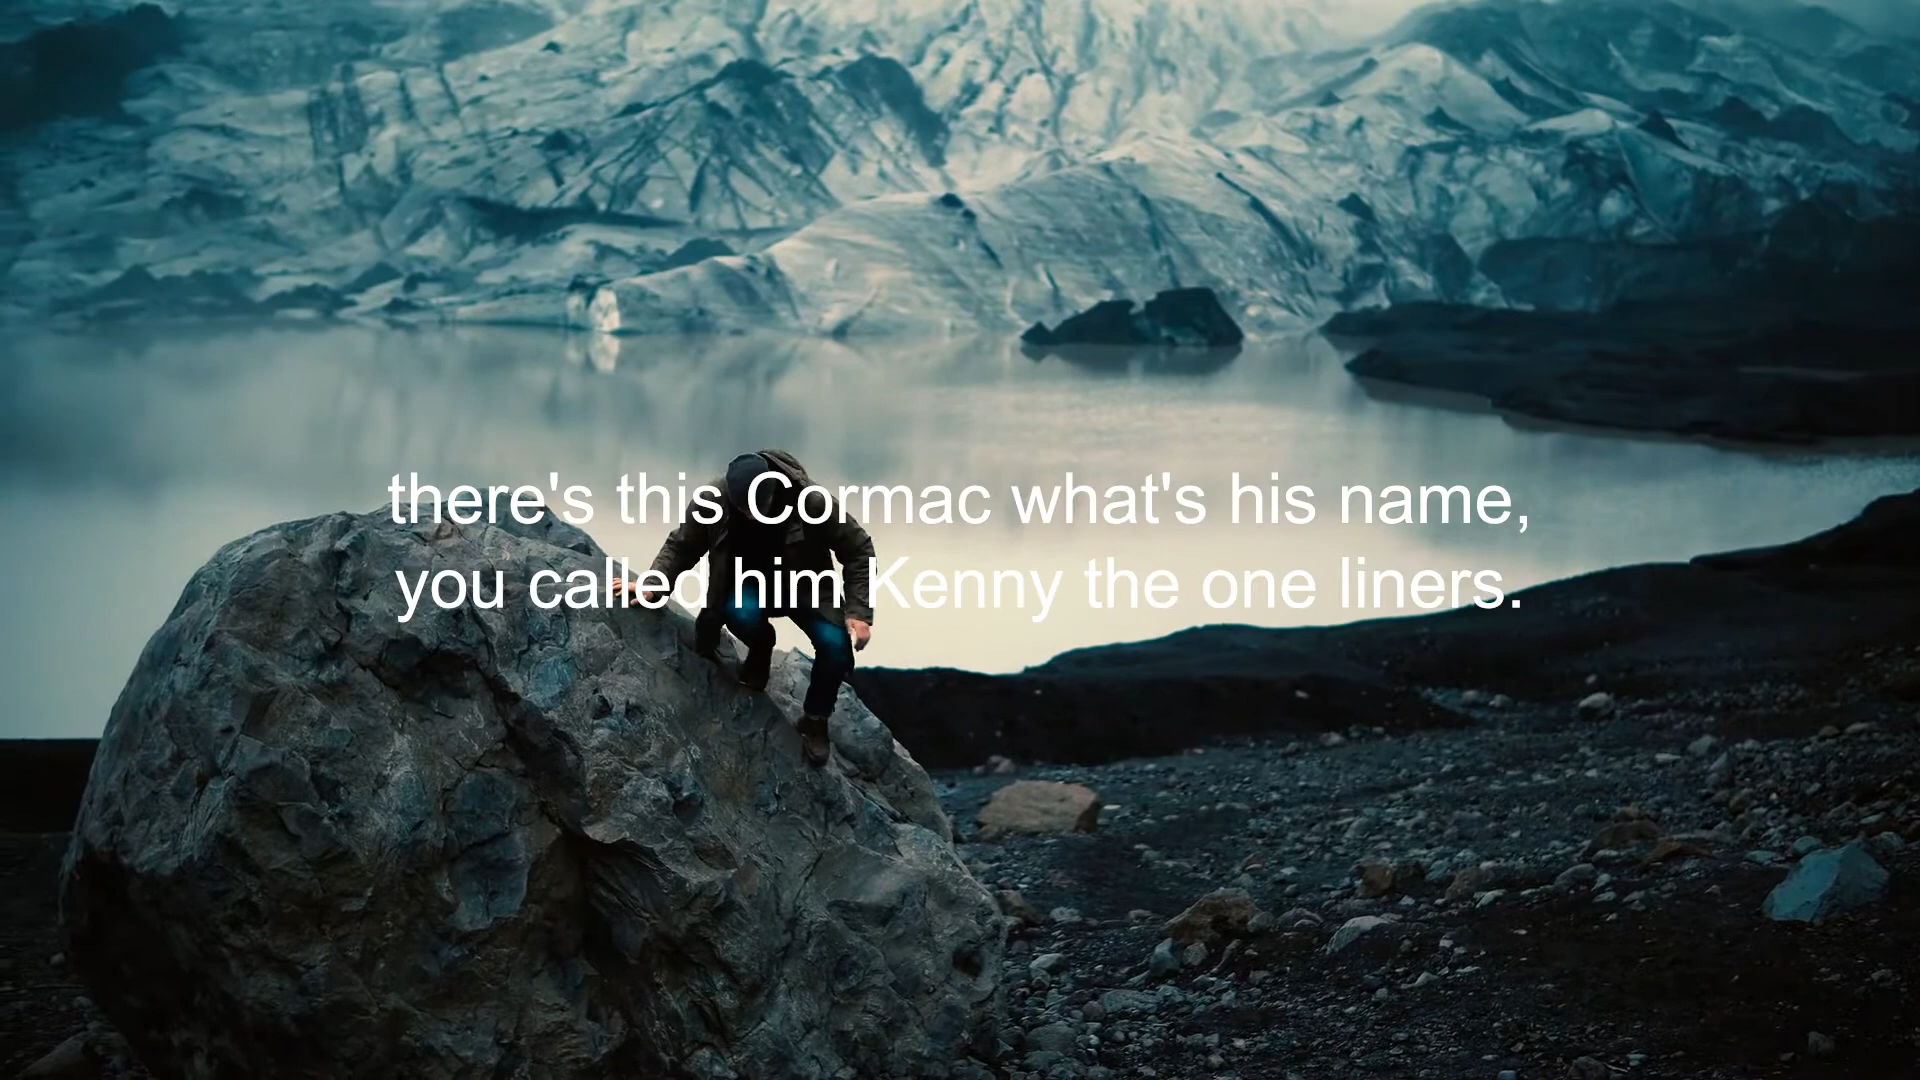 there's this Cormac what's his name,
you called him Kenny the one liners.